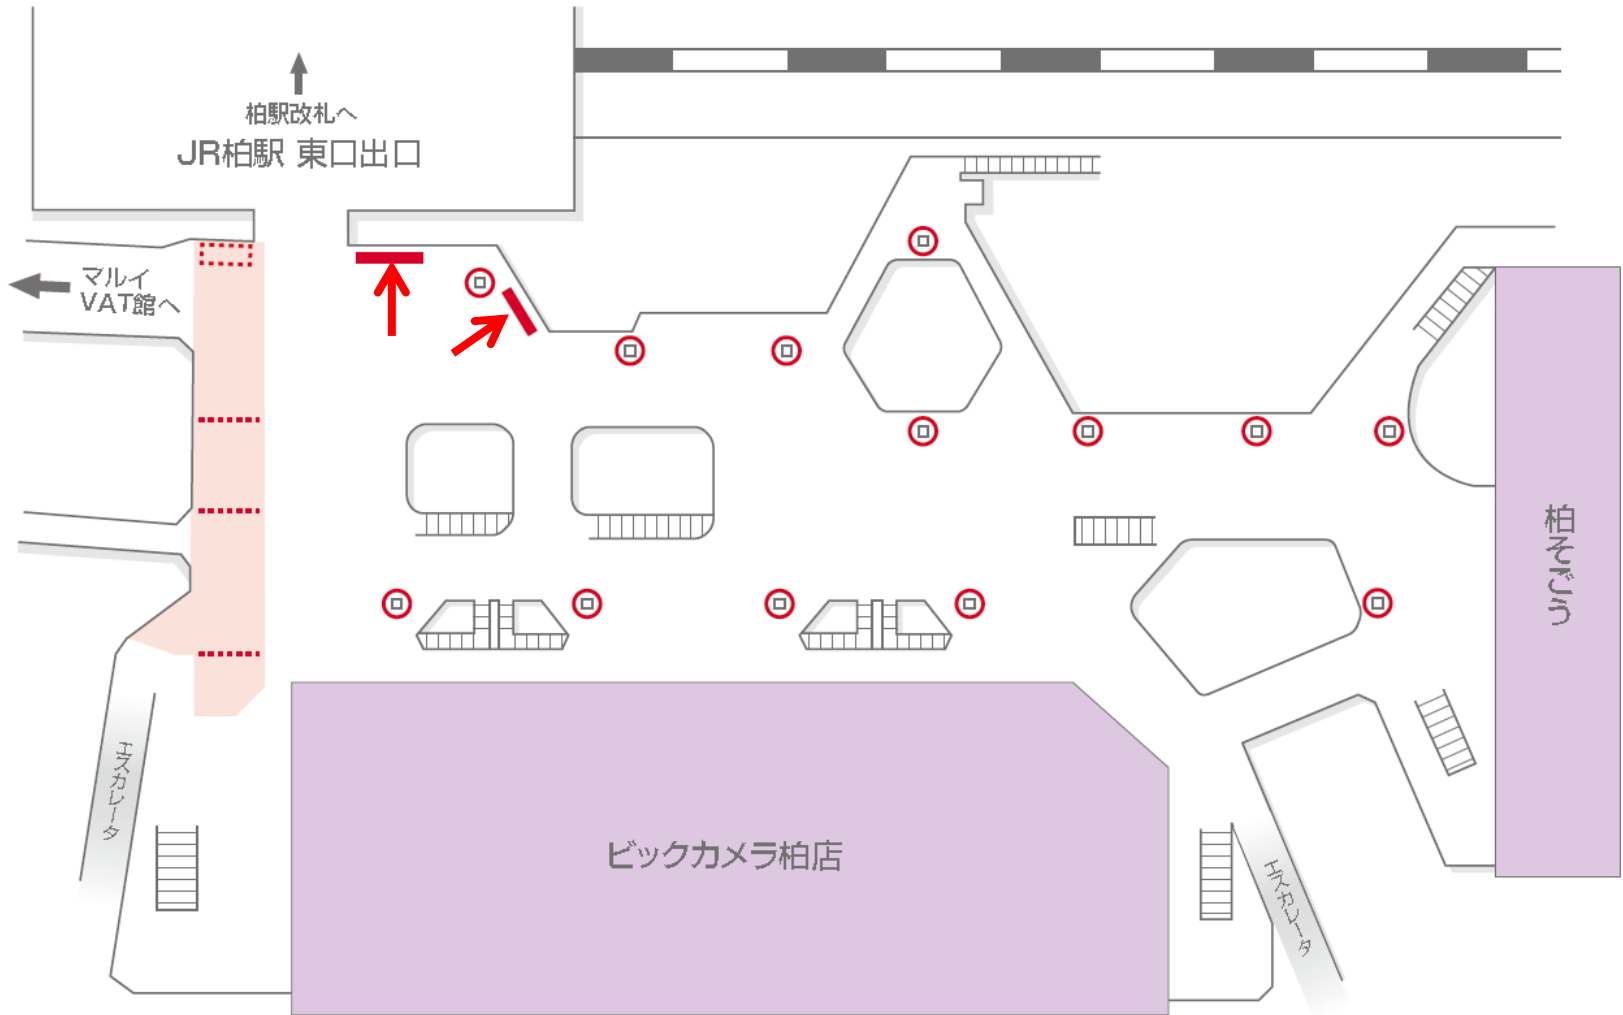 柏駅改札へ
JR柏駅 東口出口
マルイ
VAT館へ
柏そごう
エスカレータ
ビックカメラ柏店
エスカレータ